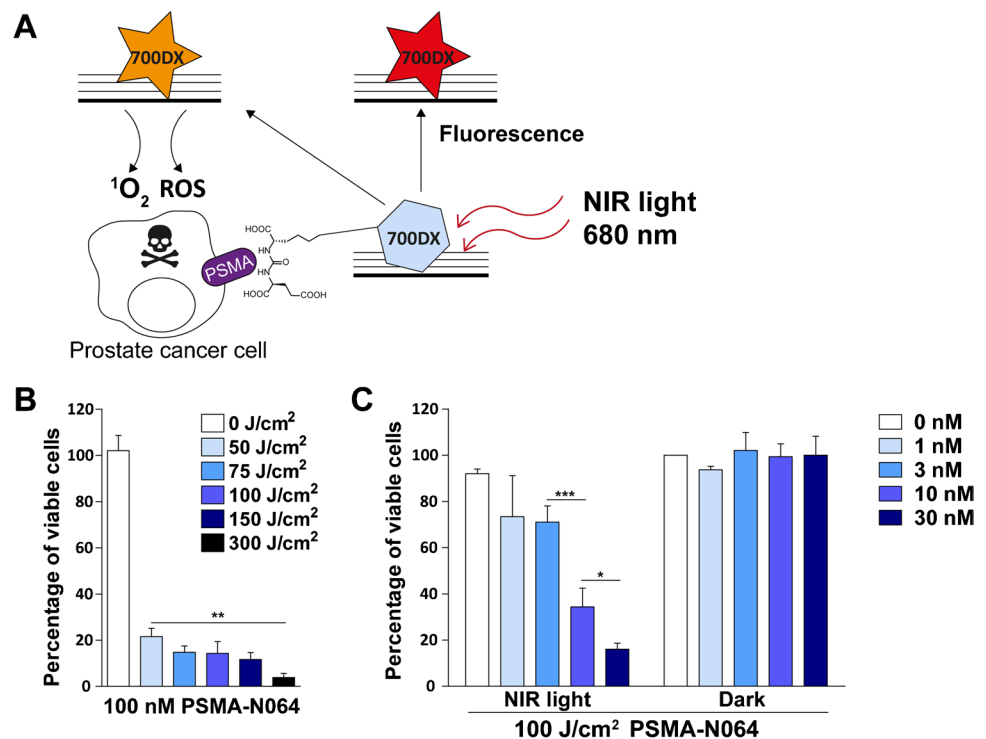 A
700DX
700DX
Fluorescence
¹O₂ ROS
NIR light
680 nm
700DX
HOOC
HN
O
HN
HOOC
COOH
PSMA
Prostate cancer cell
B
Percentage of viable cells
120
100
80
60
40
20
0
0 J/cm²
50 J/cm²
75 J/cm²
100 J/cm²
150 J/cm²
300 J/cm²
**
100 nM PSMA-N064
C
Percentage of viable cells
120
100
80
60
40
20
0
***
*
NIR light
Dark
100 J/cm² PSMA-N064
0 nM
1 nM
3 nM
10 nM
30 nM